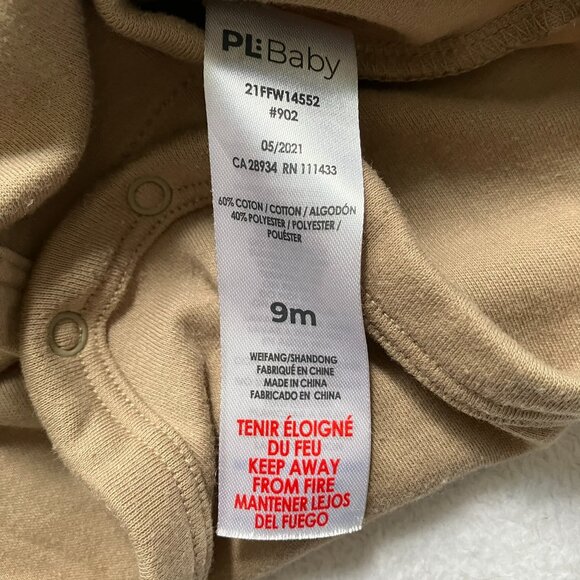 PL Baby
21FFW14552
#902
05/2021
CA 28934 RN 111433
60% COTON / COTTON / ALGODÓN
40% POLYESTER / POLYESTER /
POLIÉSTER
9m
WEIFANG/SHANDONG
FABRIQUÉ EN CHINE
MADE IN CHINA
FABRICADO EN CHINA
TENIR ÉLOIGNÉ
DU FEU
KEEP AWAY
FROM FIRE
MANTENER LEJOS
DEL FUEGO